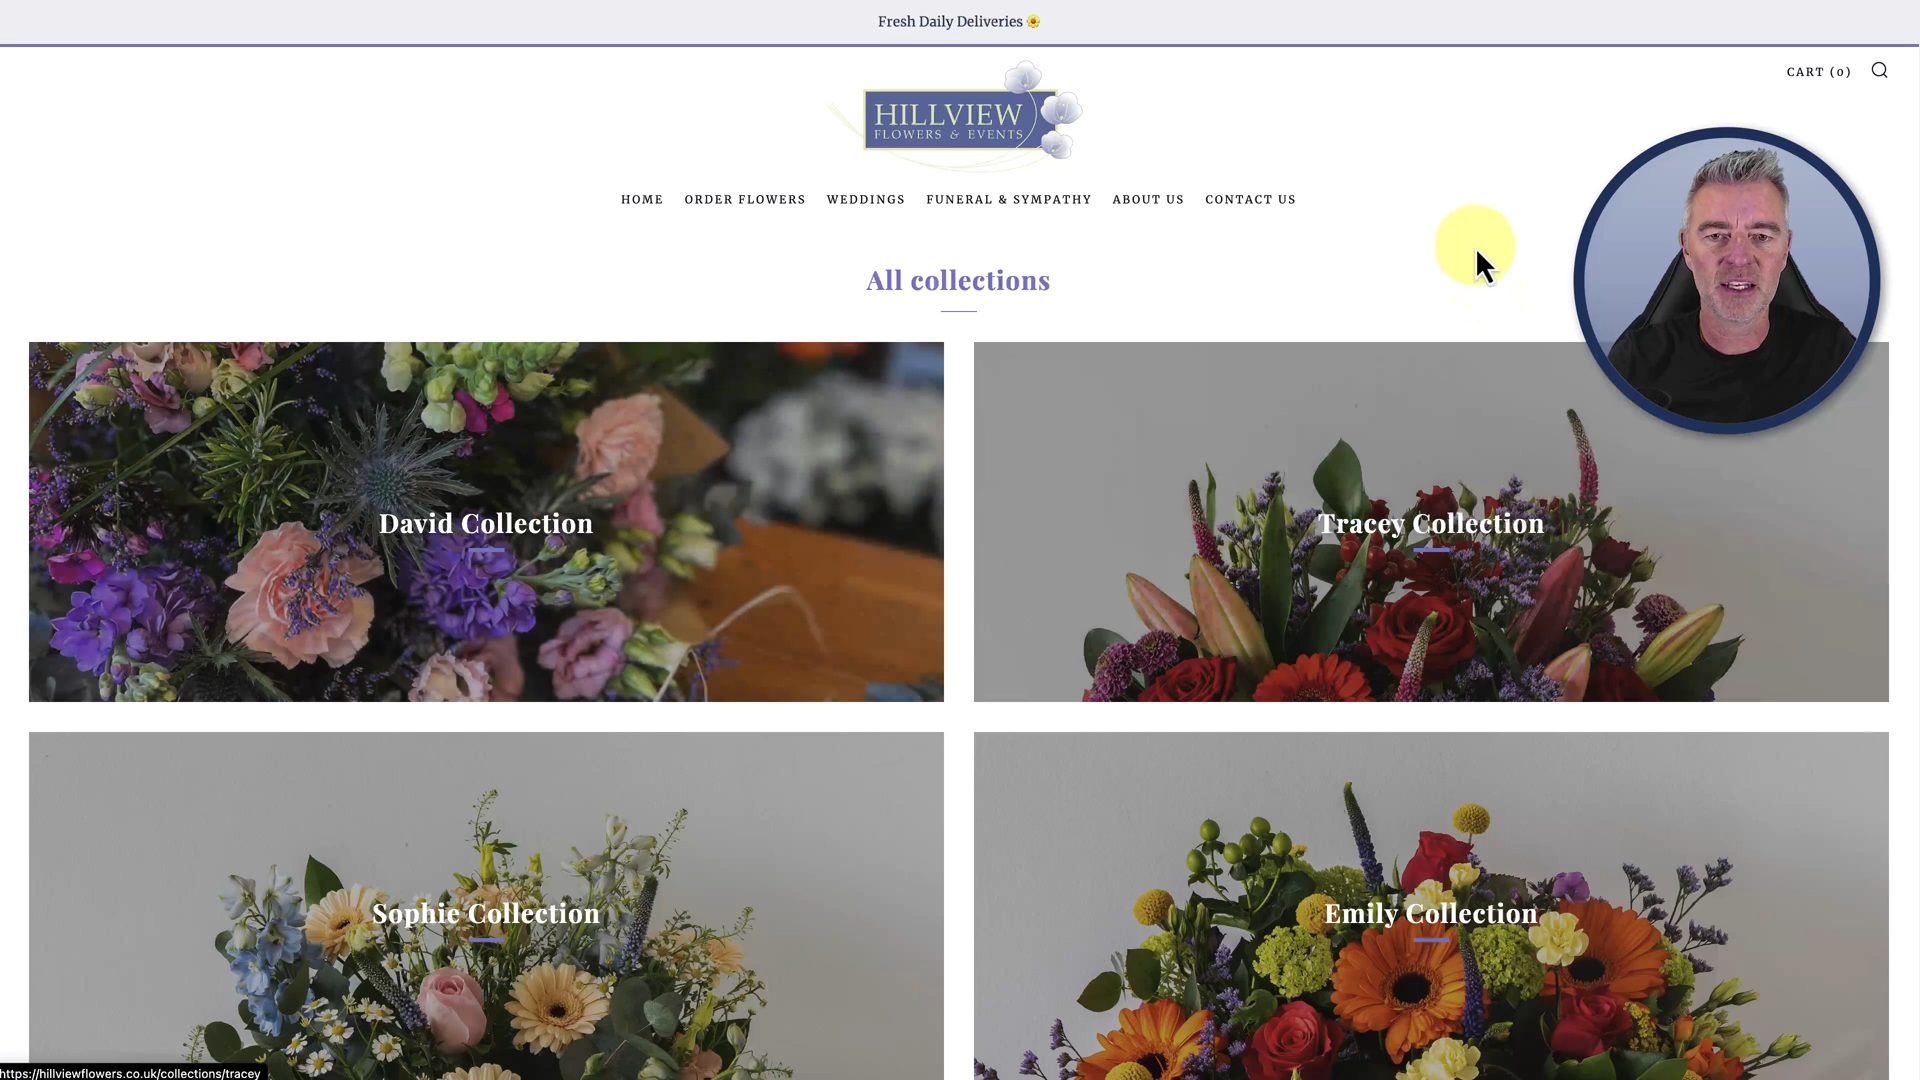 Fresh Daily Deliveries 🌼
CART (0)
HILLVIEW
FLOWERS & EVENTS
HOME ORDER FLOWERS WEDDINGS FUNERAL & SYMPATHY ABOUT US CONTACT US
All collections
David Collection
Tracey Collection
Sophie Collection
Emily Collection
https://hillviewflowers.co.uk/collections/tracey